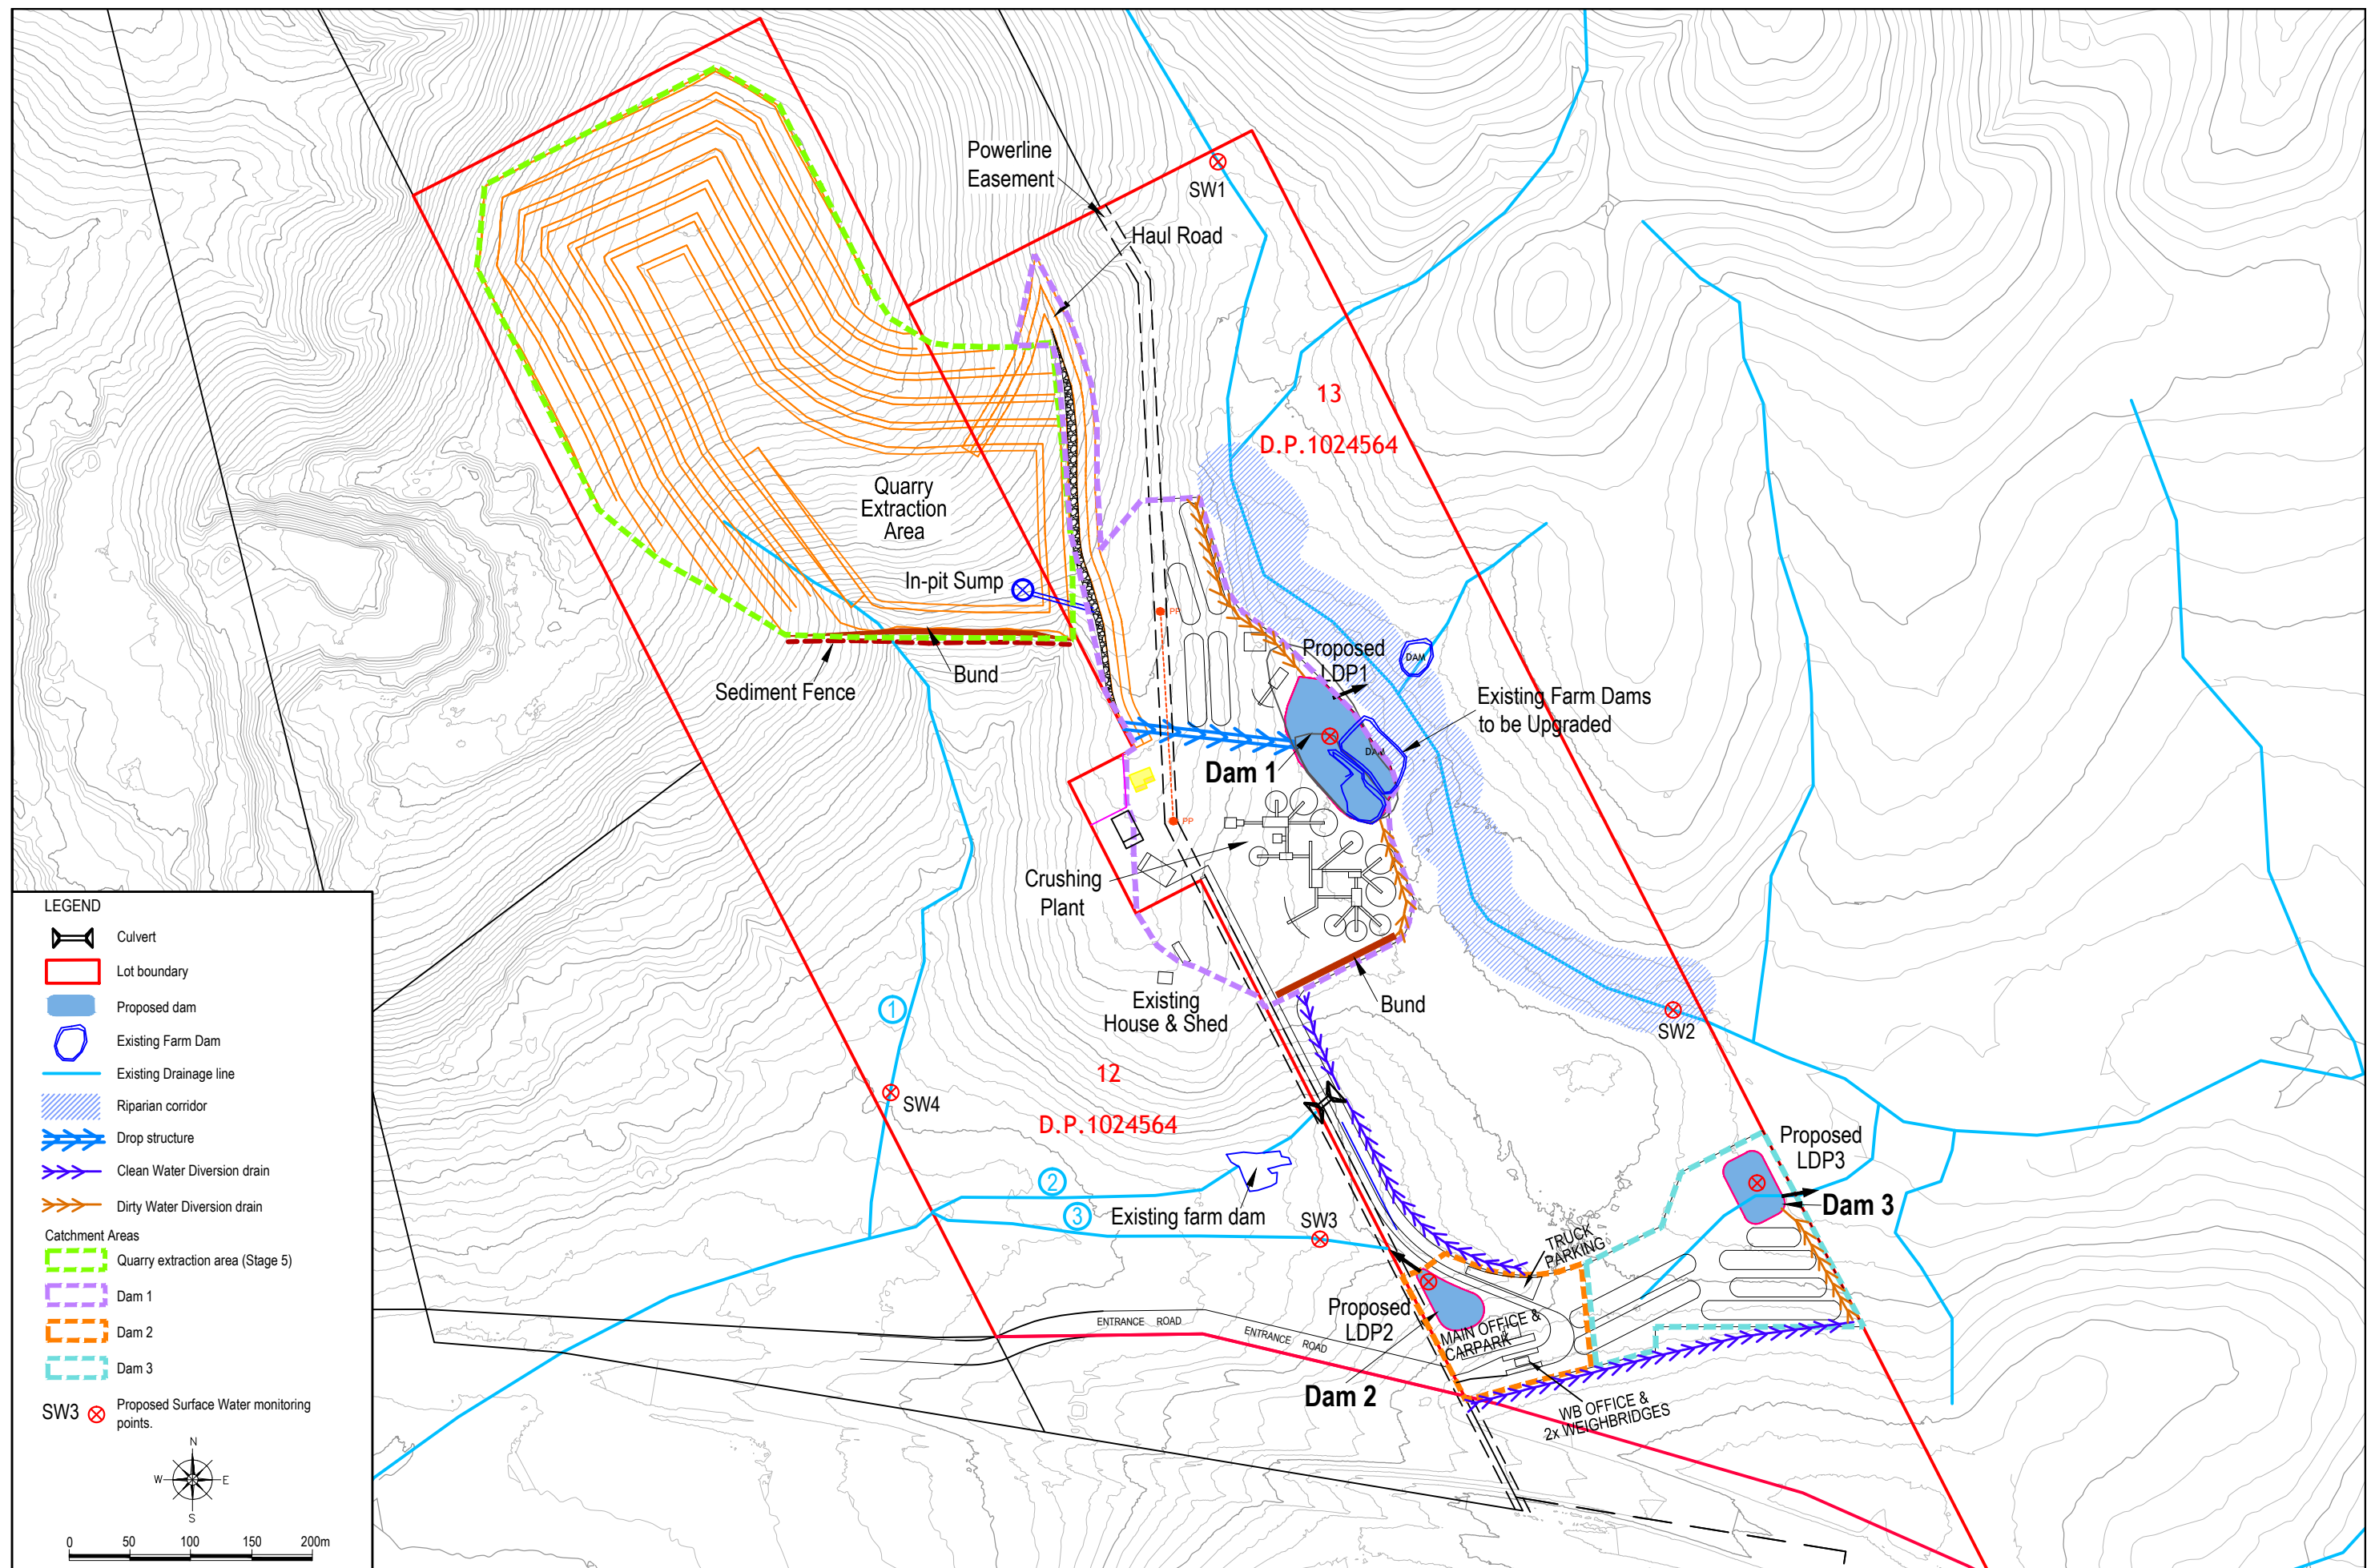 Powerline
Easement
SW1
Haul Road
13
D.P.1024564
Quarry
Extraction
Area
In-pit Sump
PP
Proposed
LDP1
DAM
Bund
Sediment Fence
Existing Farm Dams
to be Upgraded
DAM
Dam 1
PP
Crushing
Plant
Existing
House & Shed
Bund
SW2
1
12
D.P.1024564
SW4
2
3
Existing farm dam
SW3
Proposed
LDP3
Dam 3
TRUCK
PARKING
Proposed
LDP2
MAIN OFFICE &
CARPARK
ENTRANCE ROAD
ENTRANCE ROAD
Dam 2
WB OFFICE &
2x WEIGHBRIDGES
LEGEND
Culvert
Lot boundary
Proposed dam
Existing Farm Dam
Existing Drainage line
Riparian corridor
Drop structure
Clean Water Diversion drain
Dirty Water Diversion drain
Catchment Areas
Quarry extraction area (Stage 5)
Dam 1
Dam 2
Dam 3
SW3 Proposed Surface Water monitoring
points.
N
W E
S
0 50 100 150 200m